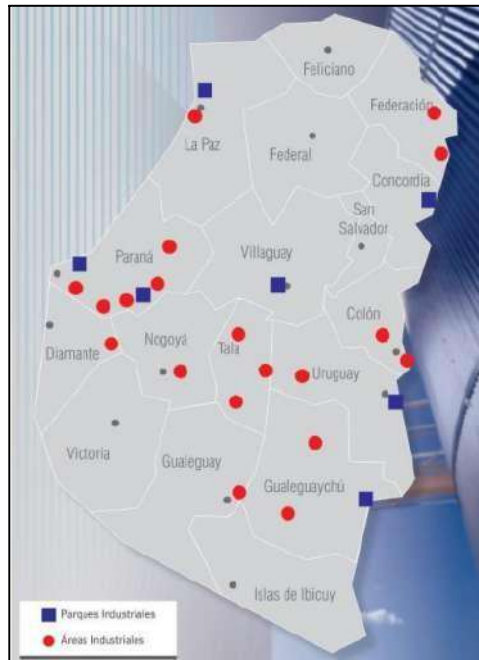 Feliciano
Federación
La Paz
Federal
Concordia
San
Salvador
Paraná
Villaguay
Colón
Nogoyá
Tala
Diamante
Uruguay
Victoria
Gualeguay
Gualeguaychú
Islas de Ibicuy
Parques Industriales
Áreas Industriales